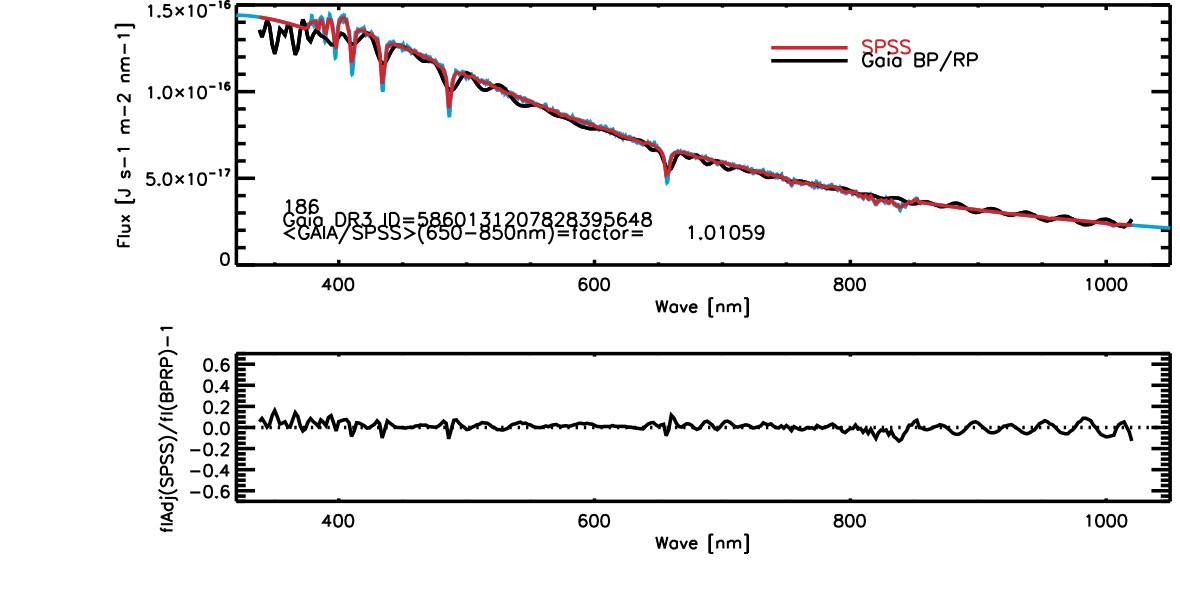 1.5×10−16
1.0×10−16
5.0×10−17
0
Flux [J s−1 m−2 nm−1]
SPSS
Gaia BP/RP
186
Gaia DR3 ID=5860131207828395648
<GAIA/SPSS>(650−850nm)=factor= 1.01059
400 600 800 1000
Wave [nm]
flAdj(SPSS)/fl(BPRP)−1
0.6
0.4
0.2
0.0
−0.2
−0.4
−0.6
400 600 800 1000
Wave [nm]